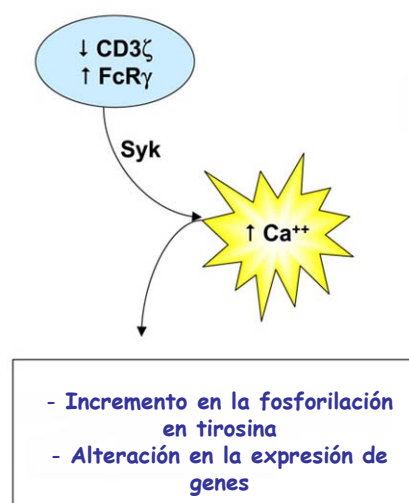 ↓ CD3ζ
↑ FcRγ
Syk
↑ Ca⁺⁺
- Incremento en la fosforilación
en tirosina
- Alteración en la expresión de
genes